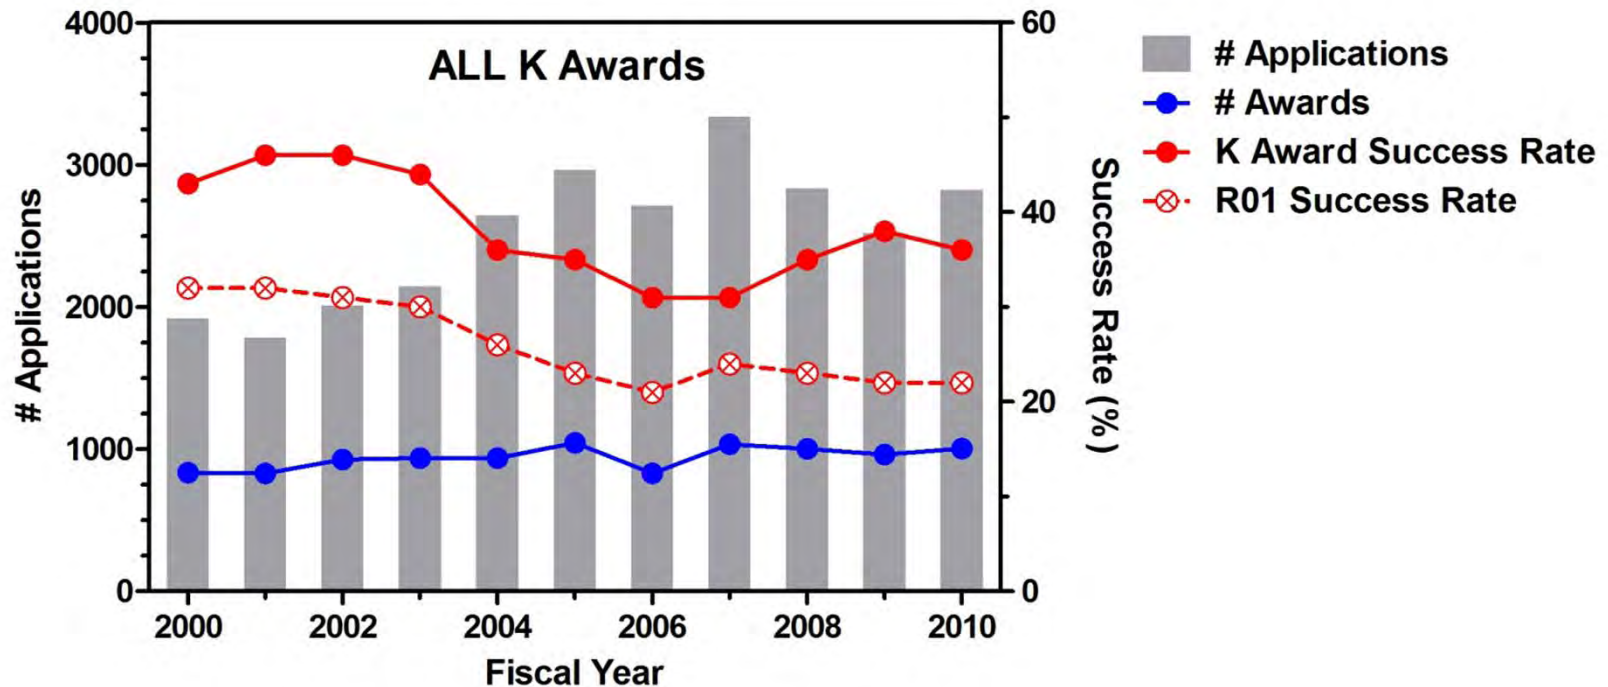 ALL K Awards
4000
3000
2000
1000
0
# Applications
60
40
20
0
Success Rate (%)
2000 2002 2004 2006 2008 2010
Fiscal Year
# Applications
# Awards
K Award Success Rate
R01 Success Rate